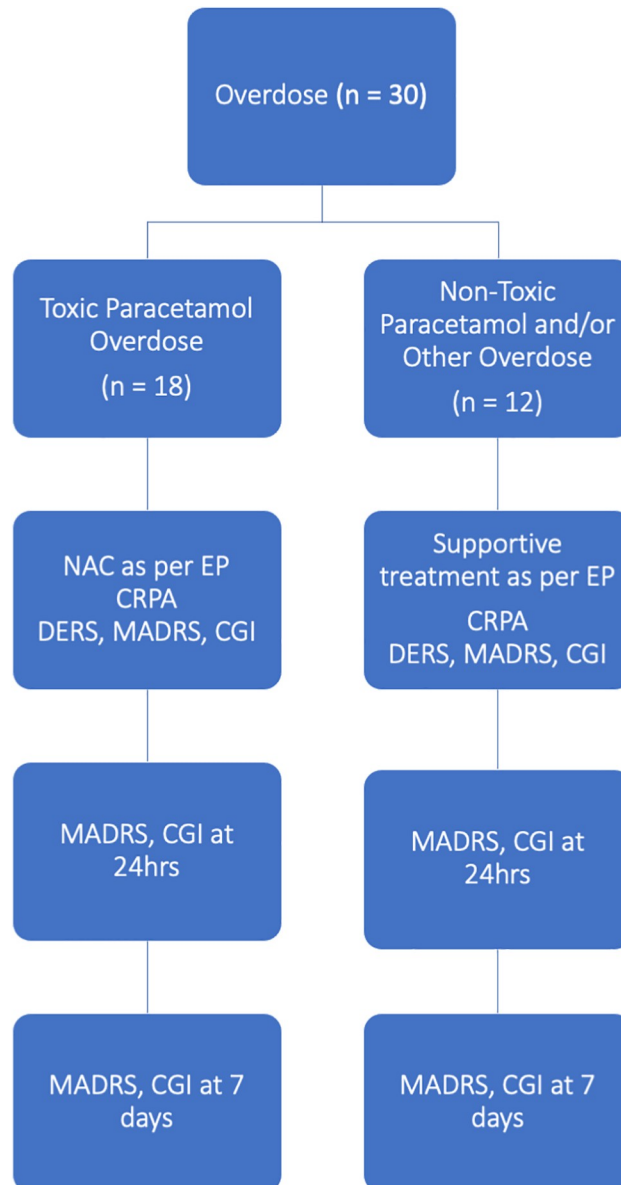 Overdose (n = 30)
Toxic Paracetamol
Overdose
(n = 18)
Non-Toxic
Paracetamol and/or
Other Overdose
(n = 12)
NAC as per EP
CRPA
DERS, MADRS, CGI
Supportive
treatment as per EP
CRPA
DERS, MADRS, CGI
MADRS, CGI at
24hrs
MADRS, CGI at
24hrs
MADRS, CGI at 7
days
MADRS, CGI at 7
days